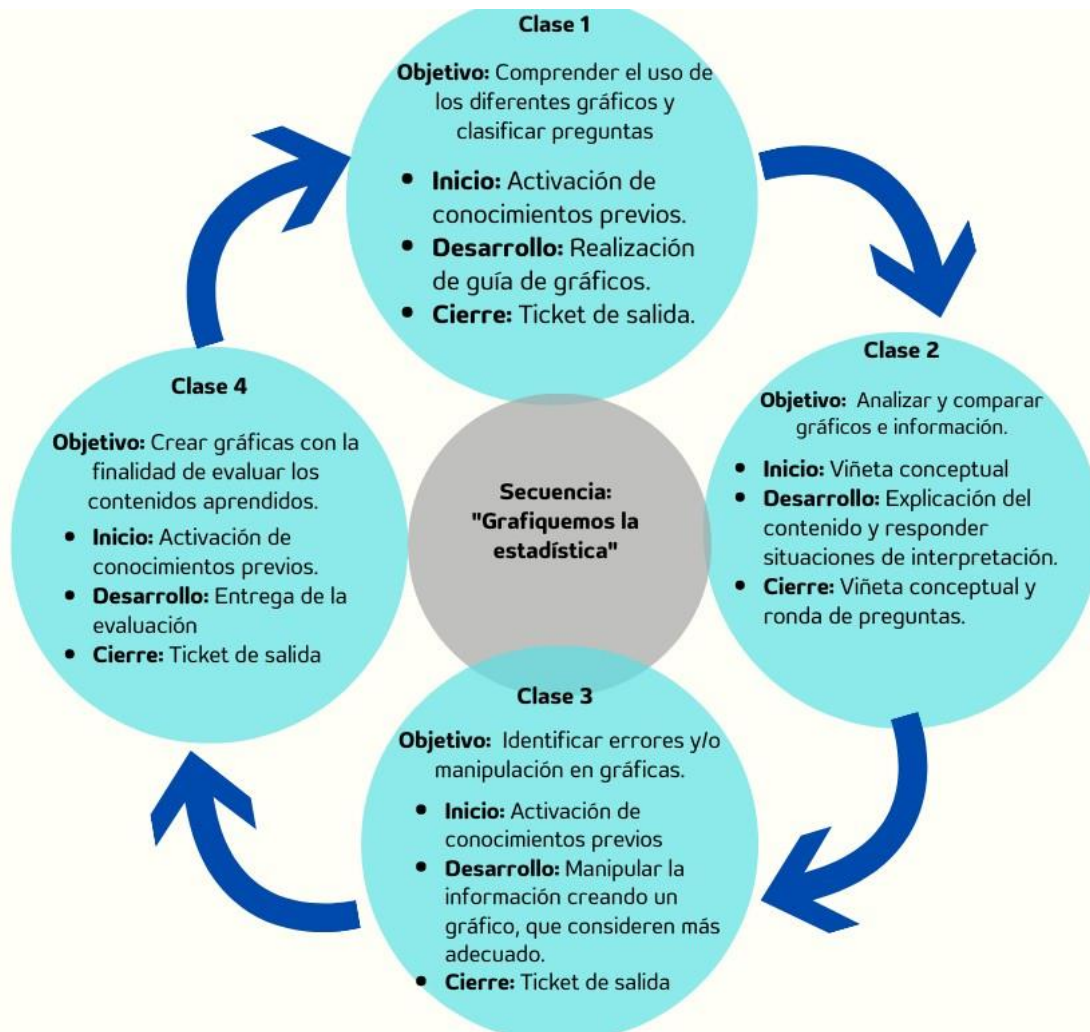 Clase 1
Objetivo: Comprender el uso de
los diferentes gráficos y
clasificar preguntas
• Inicio: Activación de
conocimientos previos.
• Desarrollo: Realización
de guía de gráficos.
• Cierre: Ticket de salida.
Clase 2
Objetivo: Analizar y comparar
gráficos e información.
• Inicio: Viñeta conceptual
• Desarrollo: Explicación del
contenido y responder
situaciones de interpretación.
• Cierre: Viñeta conceptual y
ronda de preguntas.
Clase 3
Objetivo: Identificar errores y/o
manipulación en gráficas.
• Inicio: Activación de
conocimientos previos
• Desarrollo: Manipular la
información creando un
gráfico, que consideren más
adecuado.
• Cierre: Ticket de salida
Clase 4
Objetivo: Crear gráficas con la
finalidad de evaluar los
contenidos aprendidos.
• Inicio: Activación de
conocimientos previos.
• Desarrollo: Entrega de la
evaluación
• Cierre: Ticket de salida
Secuencia:
"Grafiquemos la
estadística"